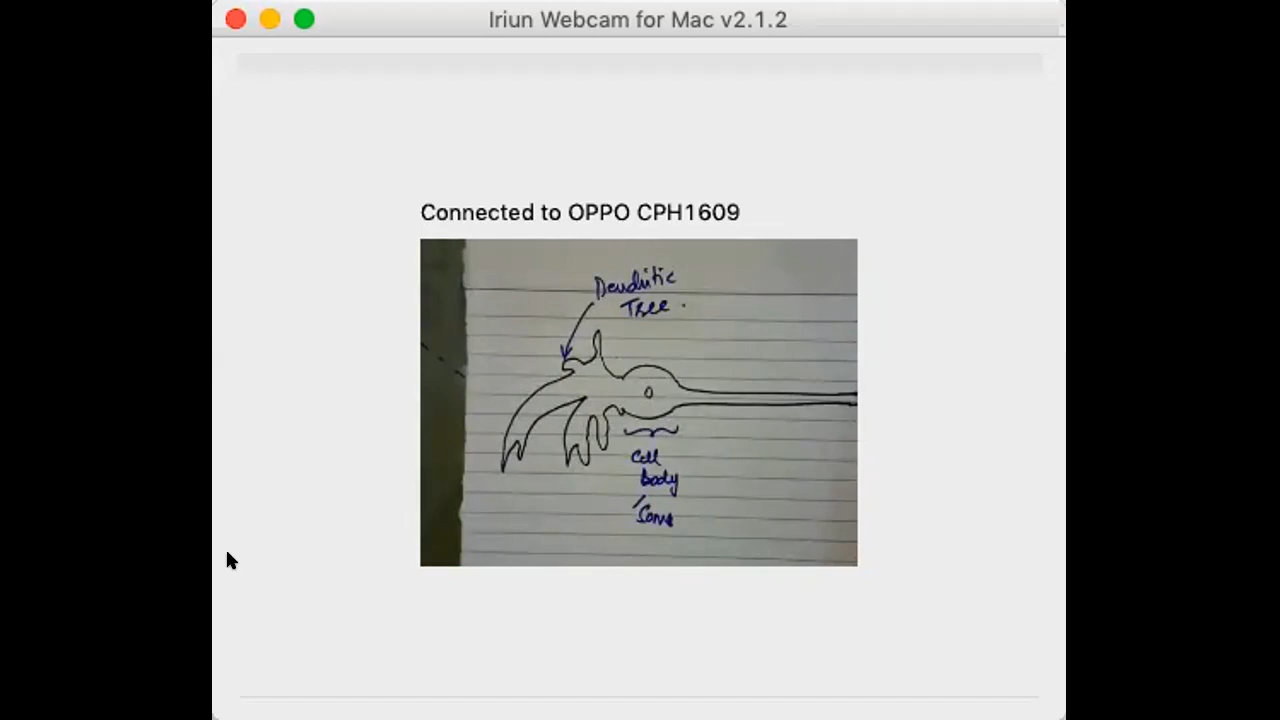 Iriun Webcam for Mac v2.1.2
Connected to OPPO CPH1609
Dendritic
Tree.
Cell
body
/Soma